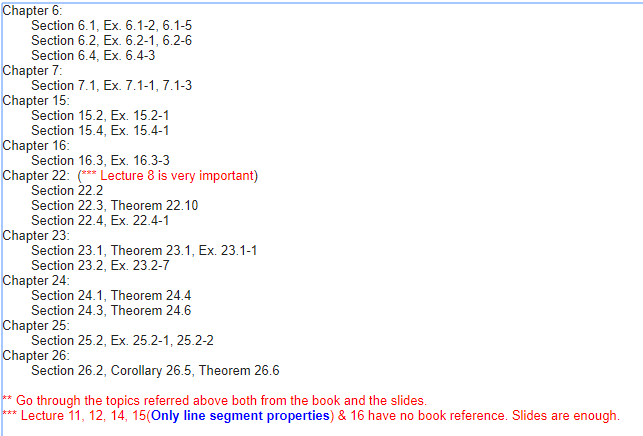 Chapter 6:
Section 6.1, Ex. 6.1-2, 6.1-5
Section 6.2, Ex. 6.2-1, 6.2-6
Section 6.4, Ex. 6.4-3
Chapter 7:
Section 7.1, Ex. 7.1-1, 7.1-3
Chapter 15:
Section 15.2, Ex. 15.2-1
Section 15.4, Ex. 15.4-1
Chapter 16:
Section 16.3, Ex. 16.3-3
Chapter 22: (*** Lecture 8 is very important)
Section 22.2
Section 22.3, Theorem 22.10
Section 22.4, Ex. 22.4-1
Chapter 23:
Section 23.1, Theorem 23.1, Ex. 23.1-1
Section 23.2, Ex. 23.2-7
Chapter 24:
Section 24.1, Theorem 24.4
Section 24.3, Theorem 24.6
Chapter 25:
Section 25.2, Ex. 25.2-1, 25.2-2
Chapter 26:
Section 26.2, Corollary 26.5, Theorem 26.6
** Go through the topics referred above both from the book and the slides.
*** Lecture 11, 12, 14, 15(Only line segment properties) & 16 have no book reference. Slides are enough.